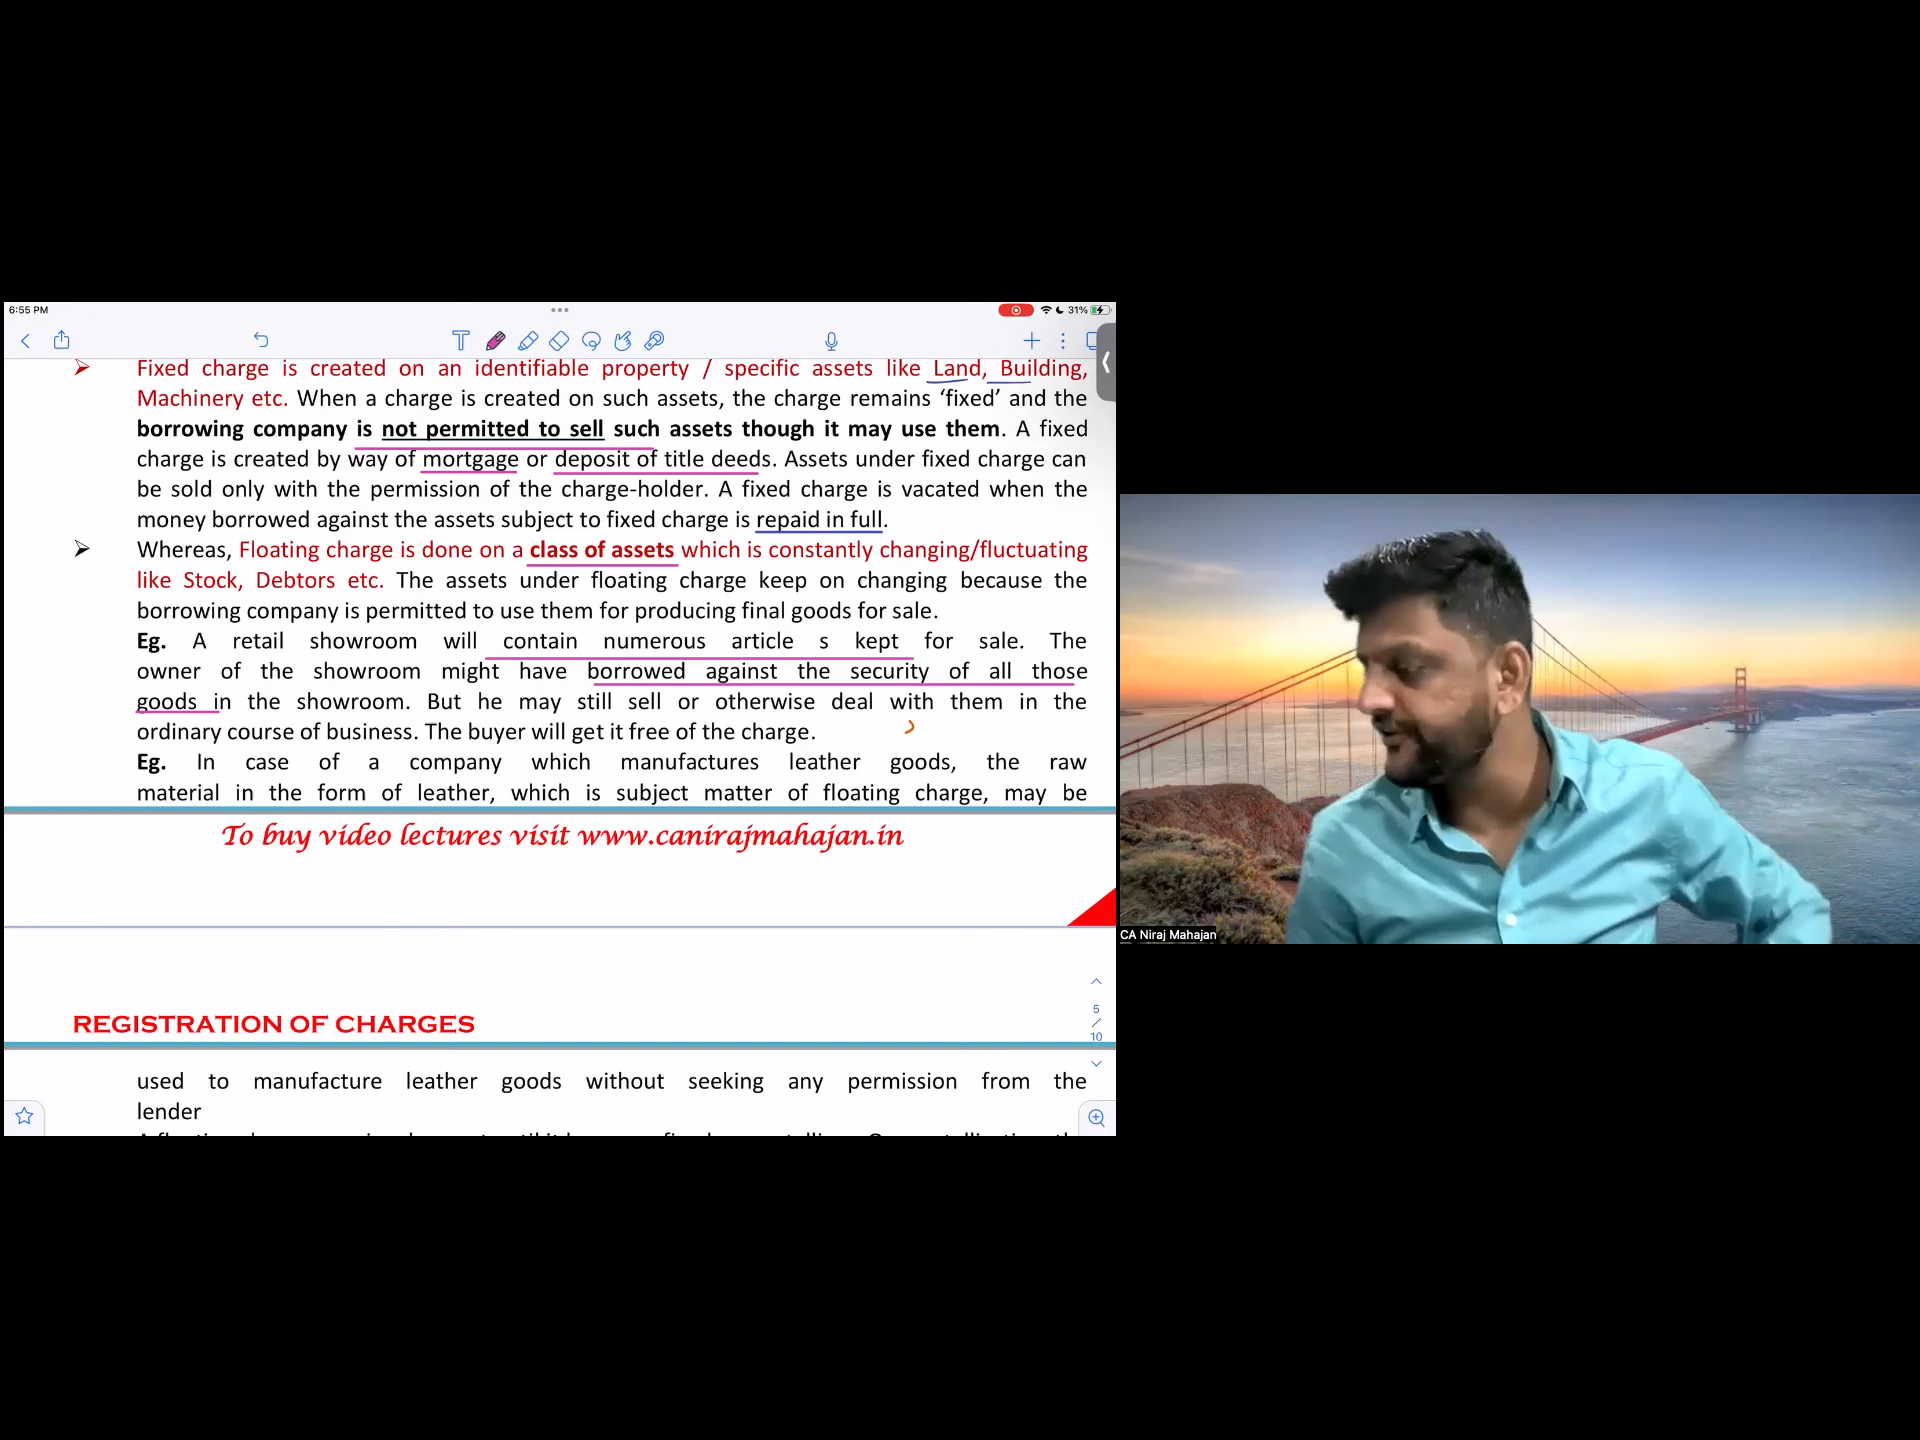 6:55 PM
31%
Fixed charge is created on an identifiable property / specific assets like Land, Building,
Machinery etc. When a charge is created on such assets, the charge remains ‘fixed’ and the
borrowing company is not permitted to sell such assets though it may use them. A fixed
charge is created by way of mortgage or deposit of title deeds. Assets under fixed charge can
be sold only with the permission of the charge-holder. A fixed charge is vacated when the
money borrowed against the assets subject to fixed charge is repaid in full.
Whereas, Floating charge is done on a class of assets which is constantly changing/fluctuating
like Stock, Debtors etc. The assets under floating charge keep on changing because the
borrowing company is permitted to use them for producing final goods for sale.
Eg. A retail showroom will contain numerous article s kept for sale. The
owner of the showroom might have borrowed against the security of all those
goods in the showroom. But he may still sell or otherwise deal with them in the
ordinary course of business. The buyer will get it free of the charge.
Eg. In case of a company which manufactures leather goods, the raw
material in the form of leather, which is subject matter of floating charge, may be
To buy video lectures visit www.canirajmahajan.in
CA Niraj Mahajan
5
/
10
REGISTRATION OF CHARGES
used to manufacture leather goods without seeking any permission from the
lender